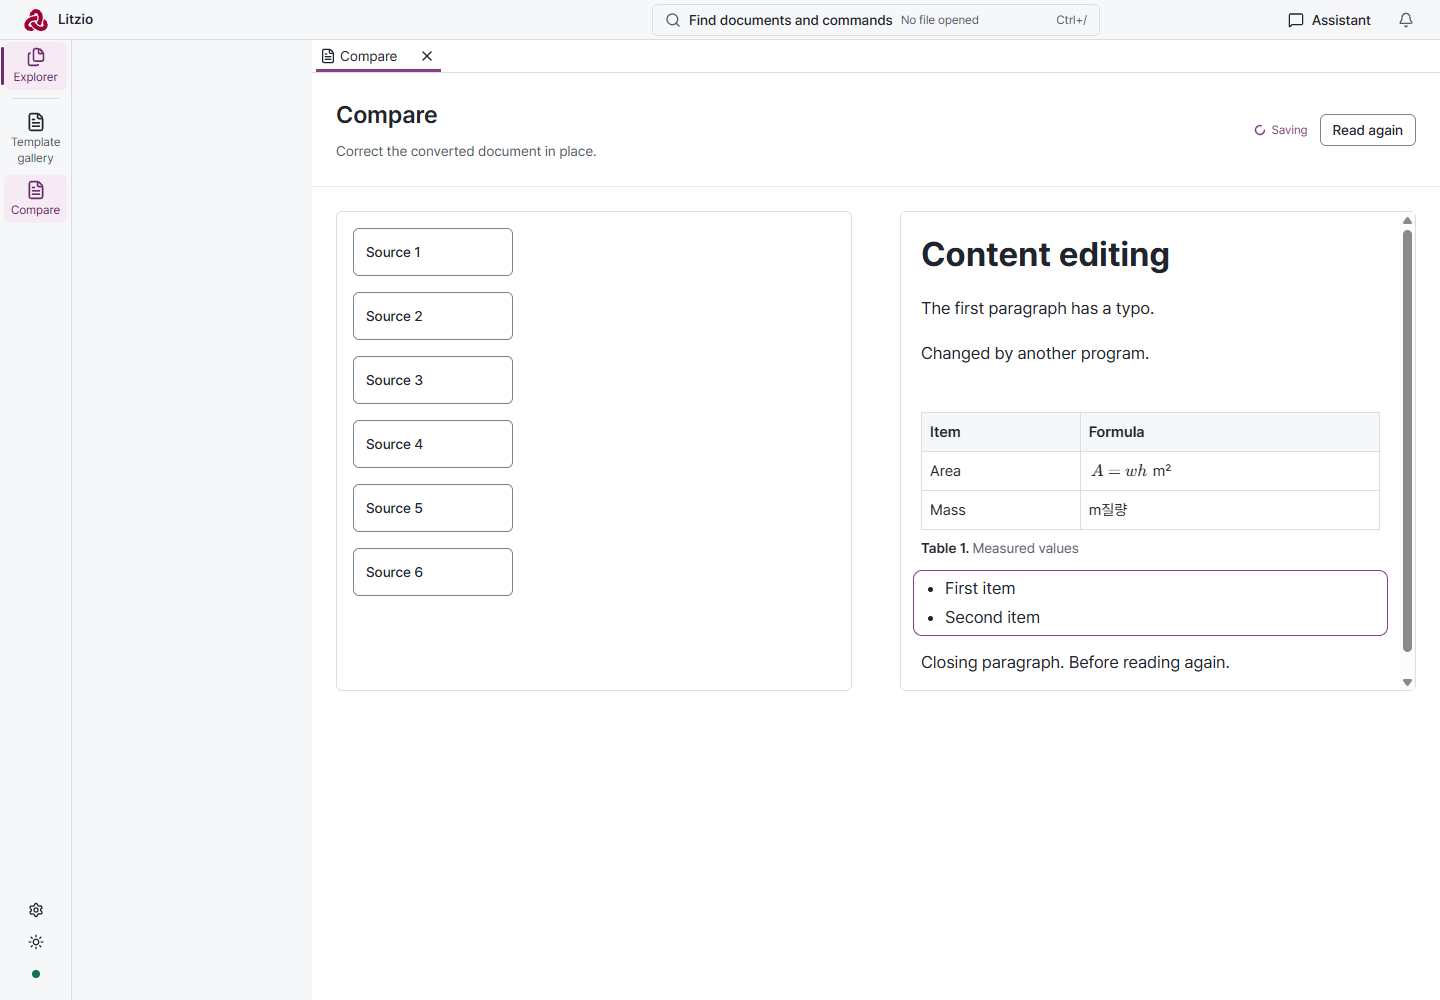 Litzio
Find documents and commands No file opened Ctrl+/
Assistant
Explorer
Template
gallery
Compare
Compare
Compare
Correct the converted document in place.
Saving
Read again
Source 1
Source 2
Source 3
Source 4
Source 5
Source 6
Content editing
The first paragraph has a typo.
Changed by another program.
Item Formula
Area A = wh m²
Mass m질량
Table 1. Measured values
• First item
• Second item
Closing paragraph. Before reading again.